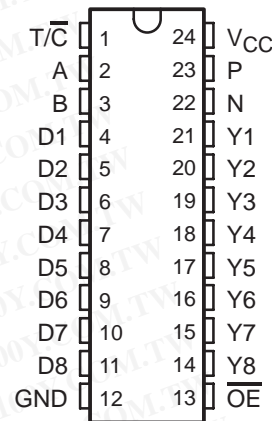 T/C̅ 1 24 VCC
A 2 23 P
B 3 22 N
D1 4 21 Y1
D2 5 20 Y2
D3 6 19 Y3
D4 7 18 Y4
D5 8 17 Y5
D6 9 16 Y6
D7 10 15 Y7
D8 11 14 Y8
GND 12 13 O̅E̅